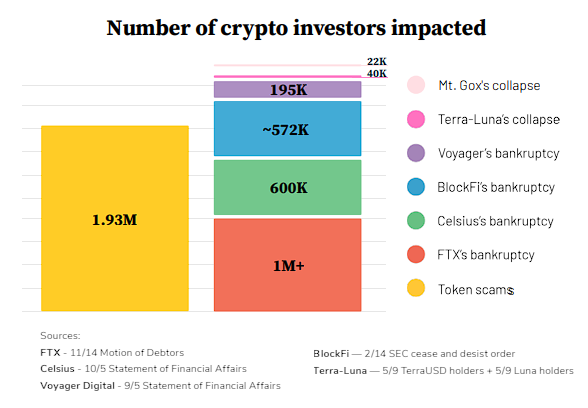 Number of crypto investors impacted
22K
40K
195K
~572K
600K
1M+
1.93M
Mt. Gox's collapse
Terra-Luna's collapse
Voyager's bankruptcy
BlockFi's bankruptcy
Celsius's bankruptcy
FTX's bankruptcy
Token scams
Sources:
FTX - 11/14 Motion of Debtors
Celsius - 10/5 Statement of Financial Affairs
Voyager Digital - 9/5 Statement of Financial Affairs
BlockFi — 2/14 SEC cease and desist order
Terra-Luna — 5/9 TerraUSD holders + 5/9 Luna holders